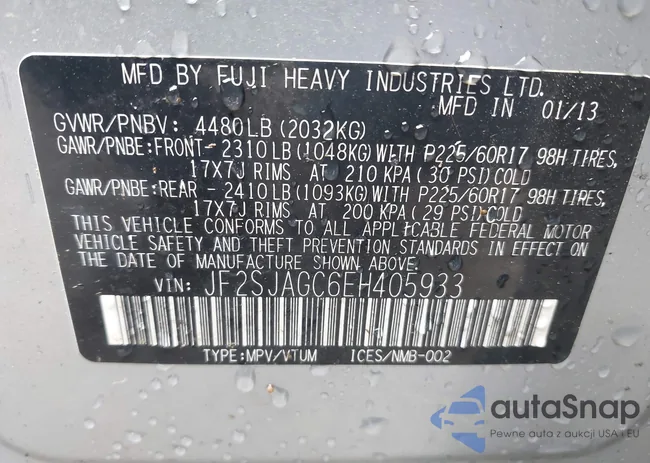 MFD BY FUJI HEAVY INDUSTRIES LTD.
MFD IN 01/13
GVWR/PNBV: 4480LB (2032KG)
GAWR/PNBE:FRONT-2310LB (1048KG) WITH P225/60R17 98H TIRES,
17X7J RIMS AT 210 KPA (30 PSI) COLD
GAWR/PNBE:REAR -2410LB (1093KG) WITH P225/60R17 98H TIRES,
17X7J RIMS AT 200 KPA (29 PSI) COLD
THIS VEHICLE CONFORMS TO ALL APPLICABLE FEDERAL MOTOR
VEHICLE SAFETY AND THEFT PREVENTION STANDARDS IN EFFECT ON
THE DATE OF MANUFACTURE SHOWN ABOVE.
VIN: JF2SJAGC6EH405933
TYPE:MPV/VTUM ICES/NMB-002
autaSnap
Pewne auta z aukcji USA i EU